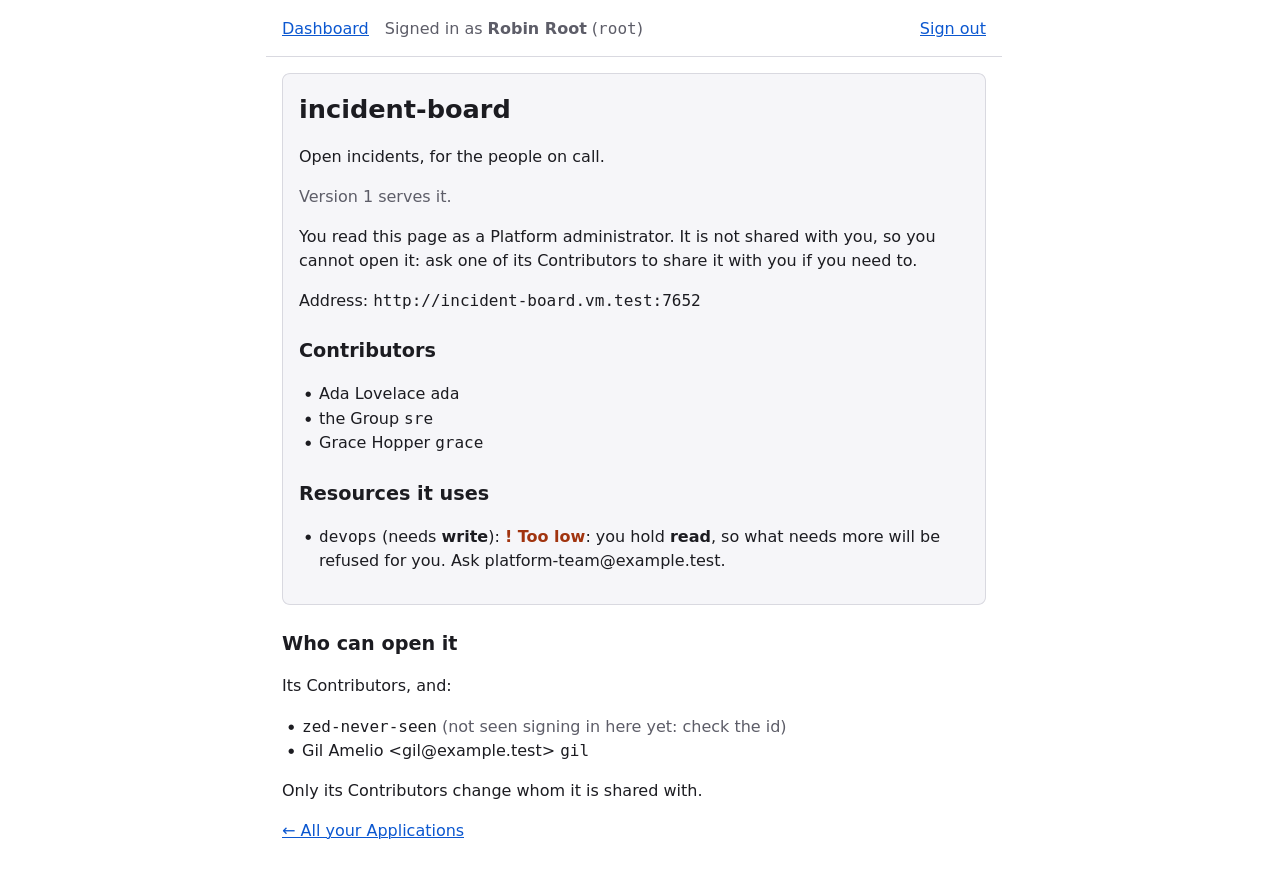 Dashboard Signed in as Robin Root (root) Sign out
incident-board
Open incidents, for the people on call.
Version 1 serves it.
You read this page as a Platform administrator. It is not shared with you, so you
cannot open it: ask one of its Contributors to share it with you if you need to.
Address: http://incident-board.vm.test:7652
Contributors
• Ada Lovelace ada
• the Group sre
• Grace Hopper grace
Resources it uses
• devops (needs write): ! Too low: you hold read, so what needs more will be
refused for you. Ask platform-team@example.test.
Who can open it
Its Contributors, and:
• zed-never-seen (not seen signing in here yet: check the id)
• Gil Amelio <gil@example.test> gil
Only its Contributors change whom it is shared with.
← All your Applications